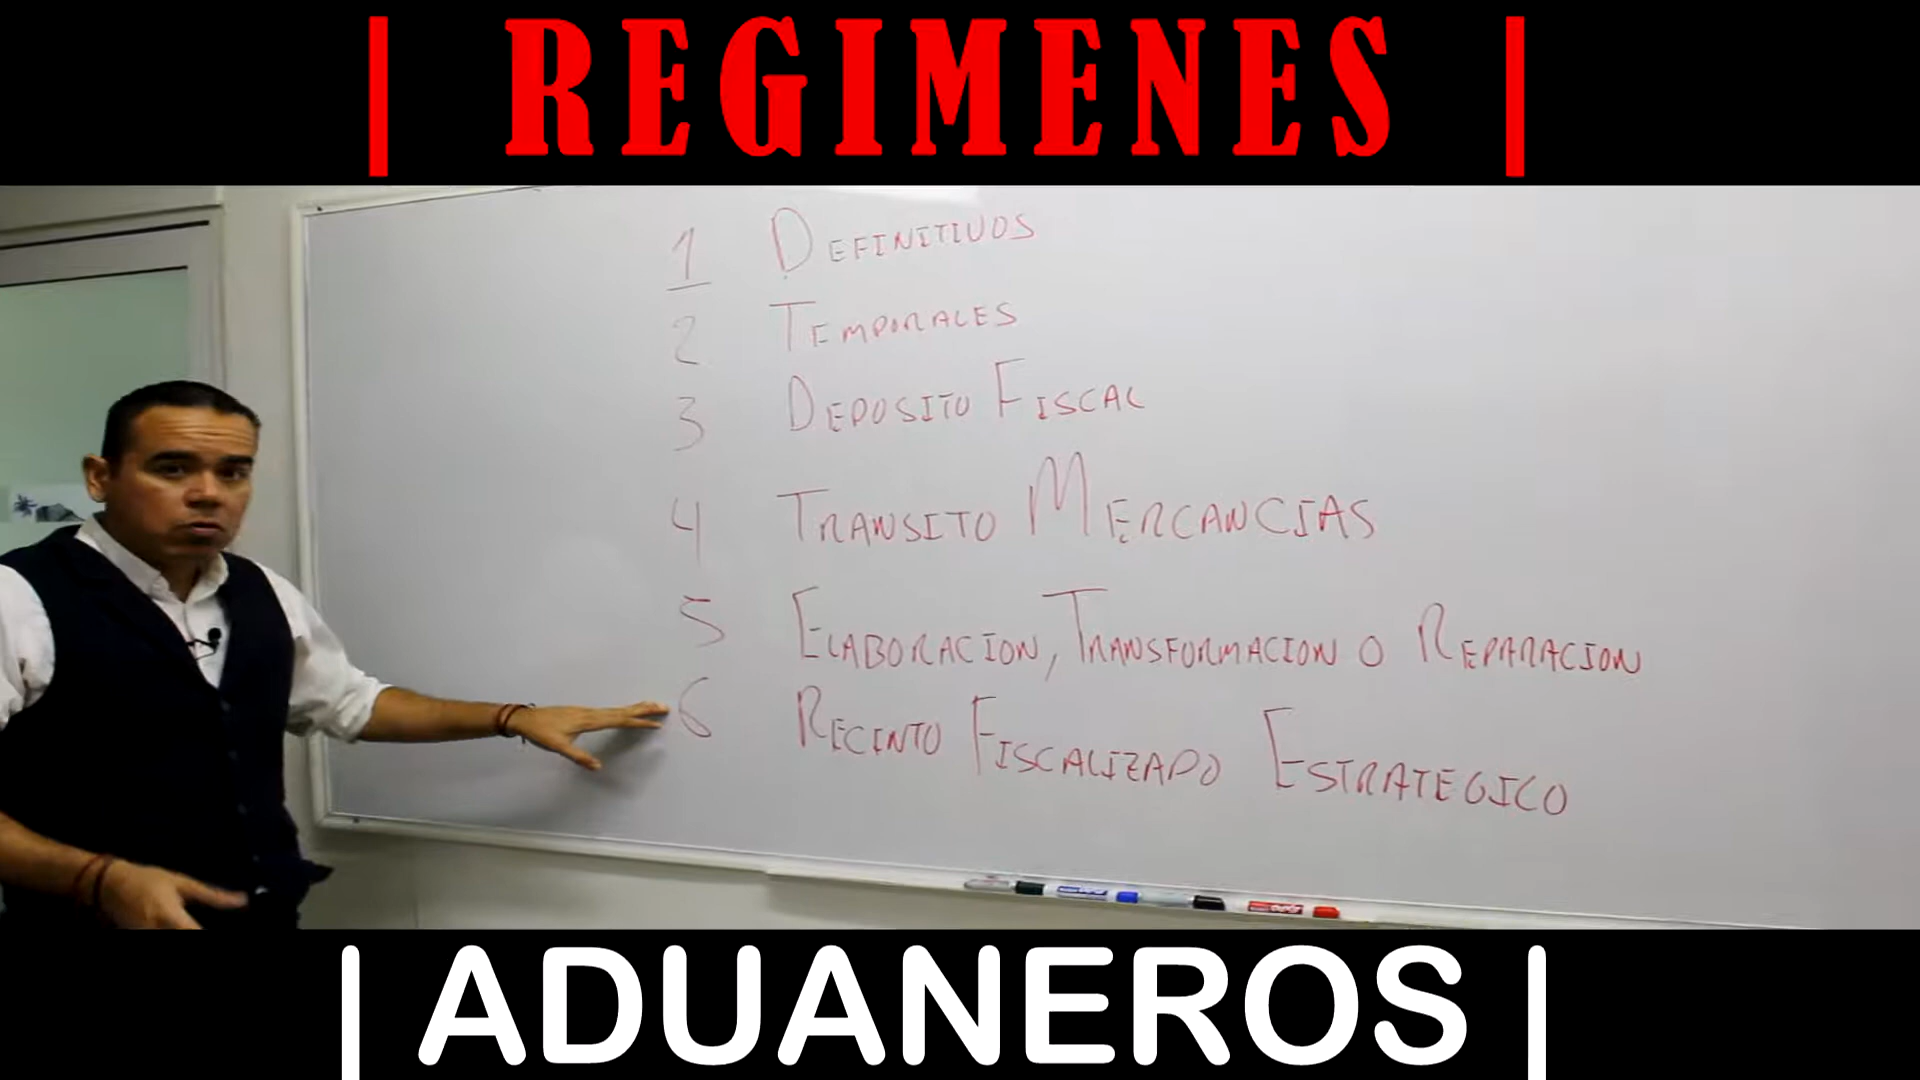 | REGIMENES |
1 DEFINITIVOS
2 TEMPORALES
3 DEPOSITO FISCAL
4 TRANSITO MERCANCIAS
5 ELABORACION, TRANSFORMACION O REPARACION
6 RECINTO FISCALIZADO ESTRATEGICO
| ADUANEROS |